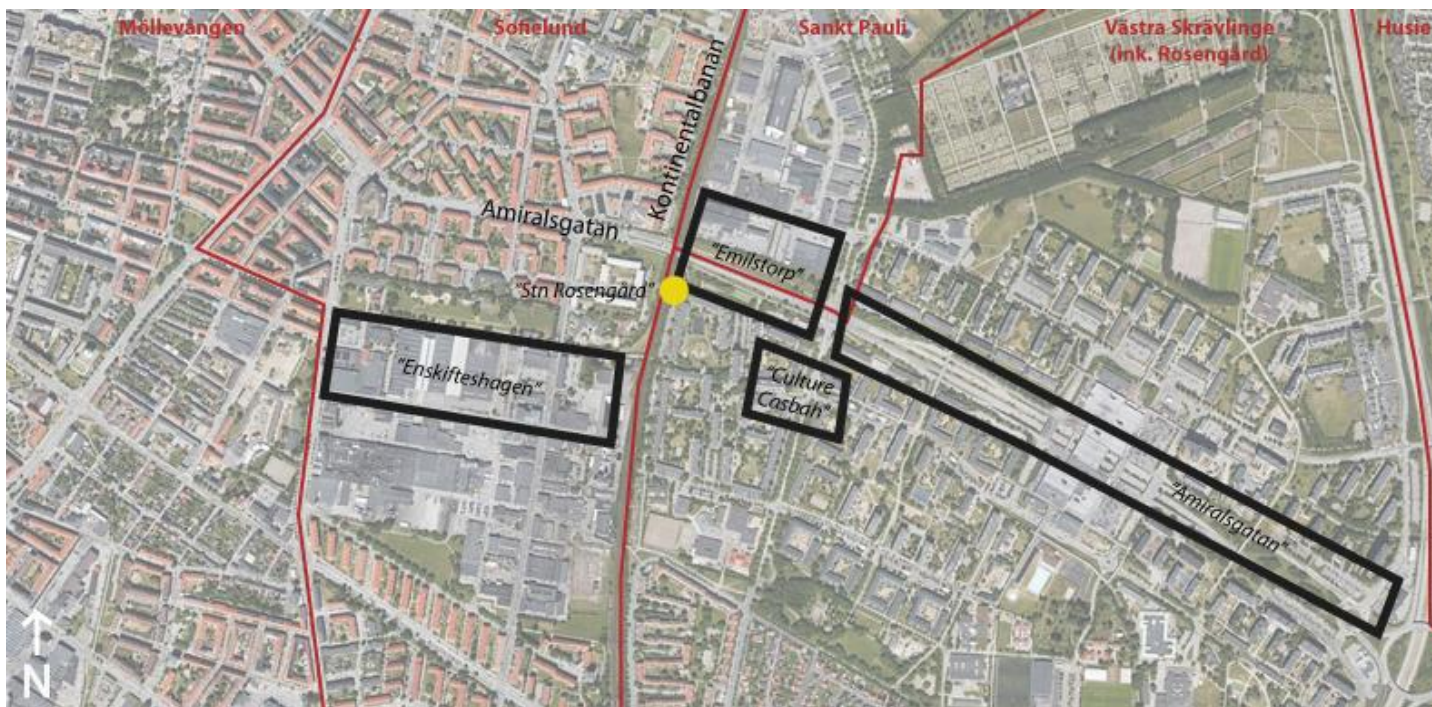 Möllevången
Sofielund
Sankt Pauli
Västra Skrävlinge
(ink. Rosengård)
Husie
Kontinentalbanan
Amiralsgatan
"Emilstorp"
"Stn Rosengård"
"Enskifteshagen"
"Culture
Casbah"
"Amiralsgatan"
N